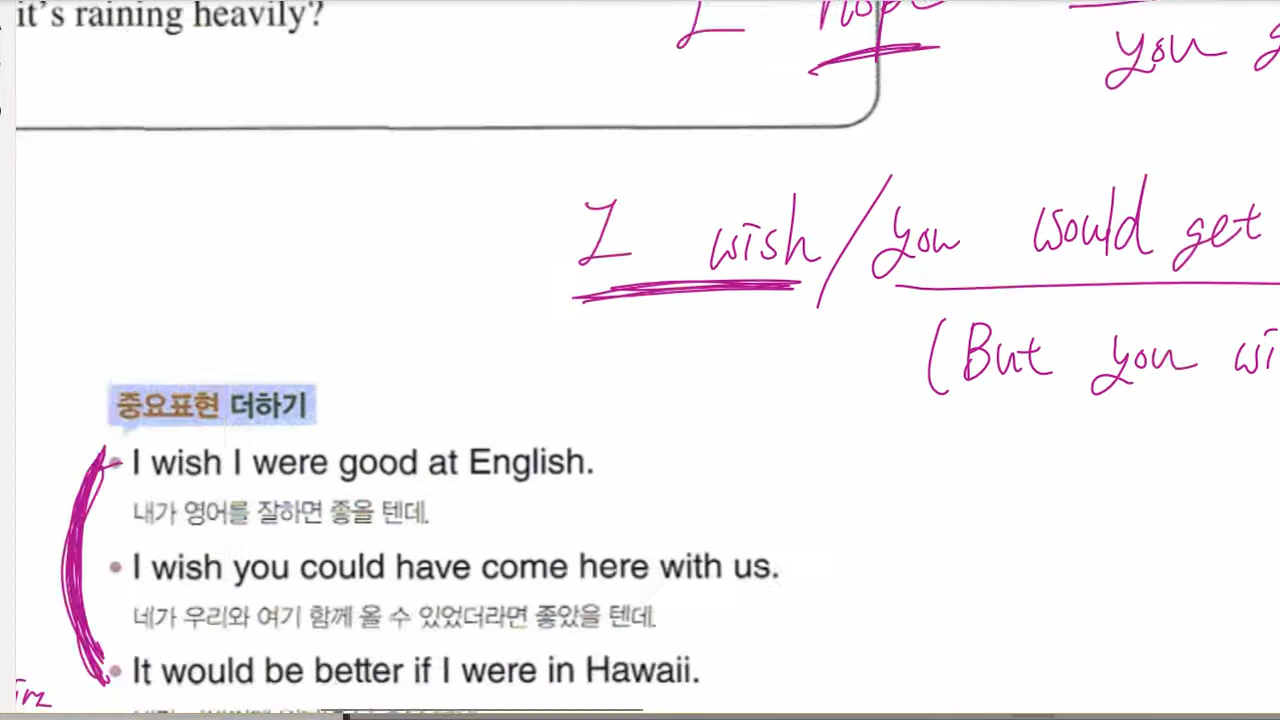 it's raining heavily?
I hope
you
I wish / you would get
(But you
중요표현 더하기
• I wish I were good at English.
내가 영어를 잘하면 좋을 텐데.
• I wish you could have come here with us.
네가 우리와 여기 함께 올 수 있었더라면 좋았을 텐데.
• It would be better if I were in Hawaii.